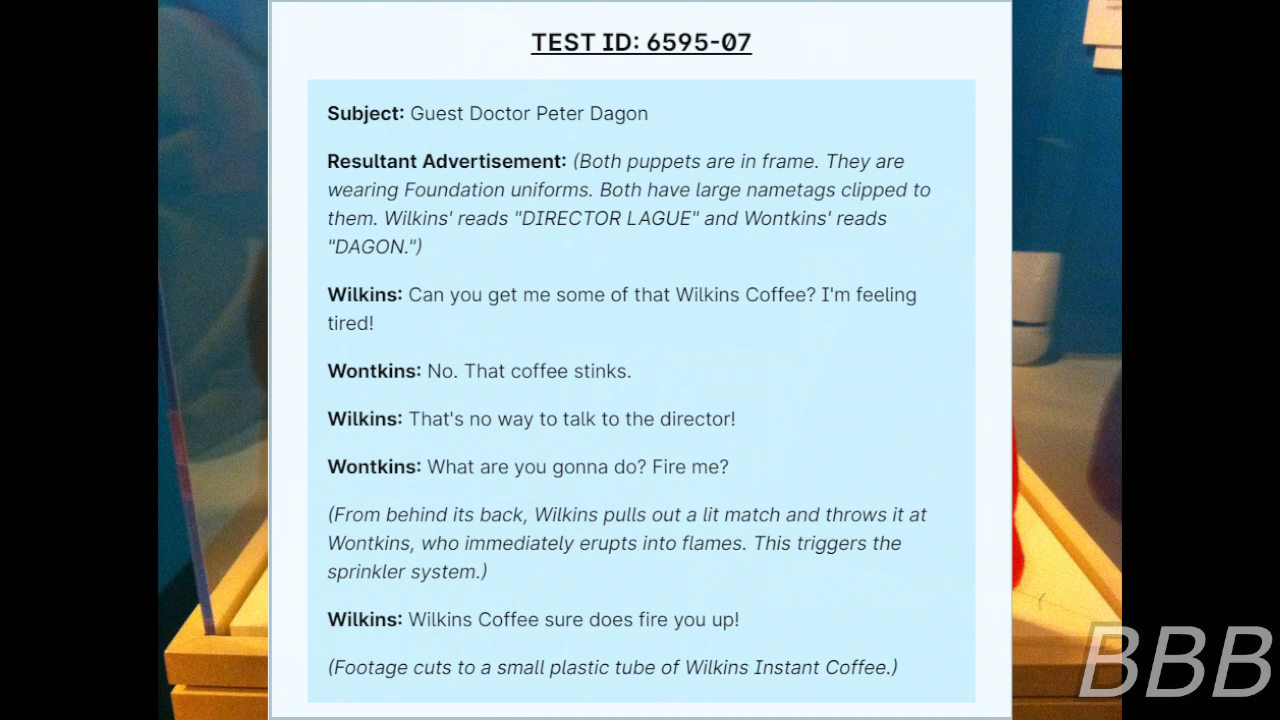 TEST ID: 6595-07
Subject: Guest Doctor Peter Dagon
Resultant Advertisement: (Both puppets are in frame. They are
wearing Foundation uniforms. Both have large nametags clipped to
them. Wilkins' reads "DIRECTOR LAGUE" and Wontkins' reads
"DAGON.")
Wilkins: Can you get me some of that Wilkins Coffee? I'm feeling
tired!
Wontkins: No. That coffee stinks.
Wilkins: That's no way to talk to the director!
Wontkins: What are you gonna do? Fire me?
(From behind its back, Wilkins pulls out a lit match and throws it at
Wontkins, who immediately erupts into flames. This triggers the
sprinkler system.)
Wilkins: Wilkins Coffee sure does fire you up!
(Footage cuts to a small plastic tube of Wilkins Instant Coffee.)
BBB